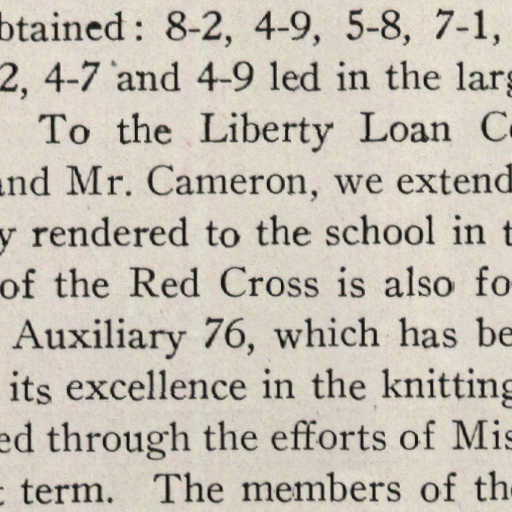 btained: 8-2, 4-9, 5-8, 7-1,
2, 4-7 and 4-9 led in the larg
To the Liberty Loan Co
and Mr. Cameron, we extend
y rendered to the school in t
of the Red Cross is also fo
Auxiliary 76, which has be
its excellence in the knitting
ed through the efforts of Mis
t term. The members of the